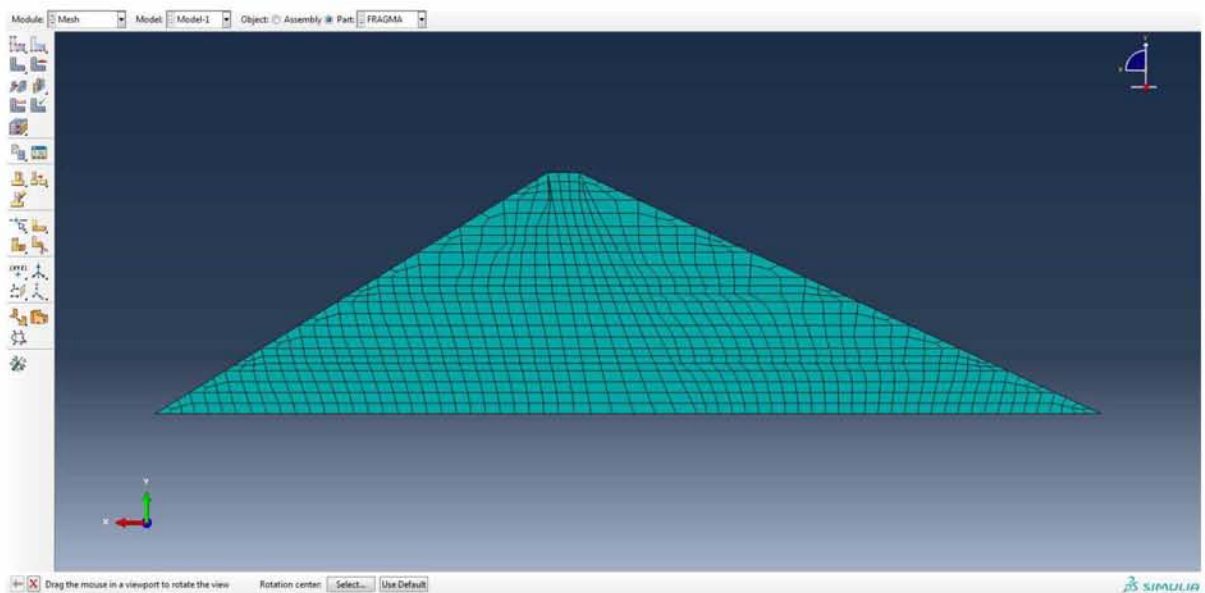 Module: Mesh Model: Model-1 Object: Assembly Part: FRAGMA
Y
X
Y
X
Drag the mouse in a viewport to rotate the view Rotation center: Select... Use Default
SIMULIA